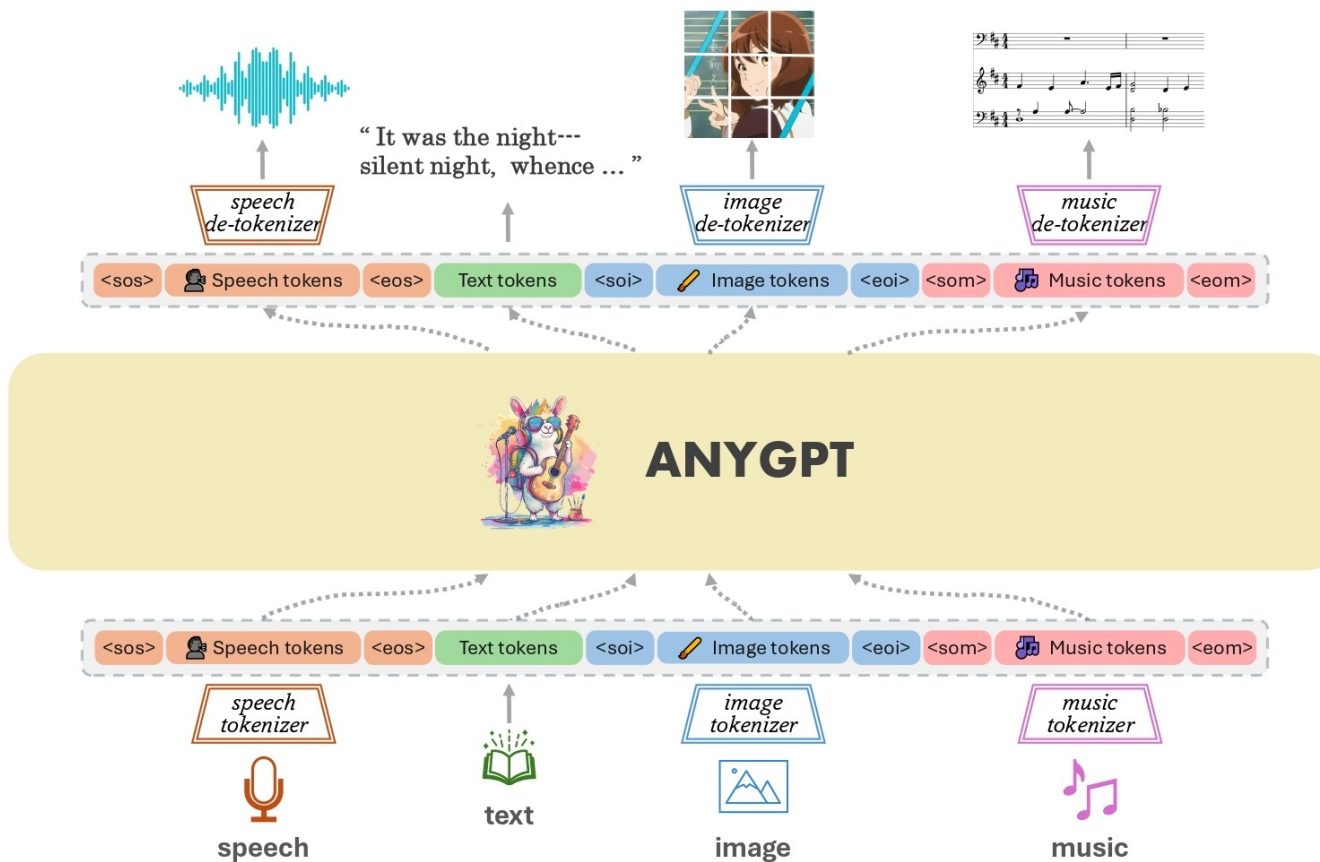 “ It was the night---
silent night, whence ... ”
speech
de-tokenizer
image
de-tokenizer
music
de-tokenizer
<sos> Speech tokens <eos> Text tokens <soi> Image tokens <eoi> <som> Music tokens <eom>
ANYGPT
<sos> Speech tokens <eos> Text tokens <soi> Image tokens <eoi> <som> Music tokens <eom>
speech
tokenizer
image
tokenizer
music
tokenizer
text
speech
image
music